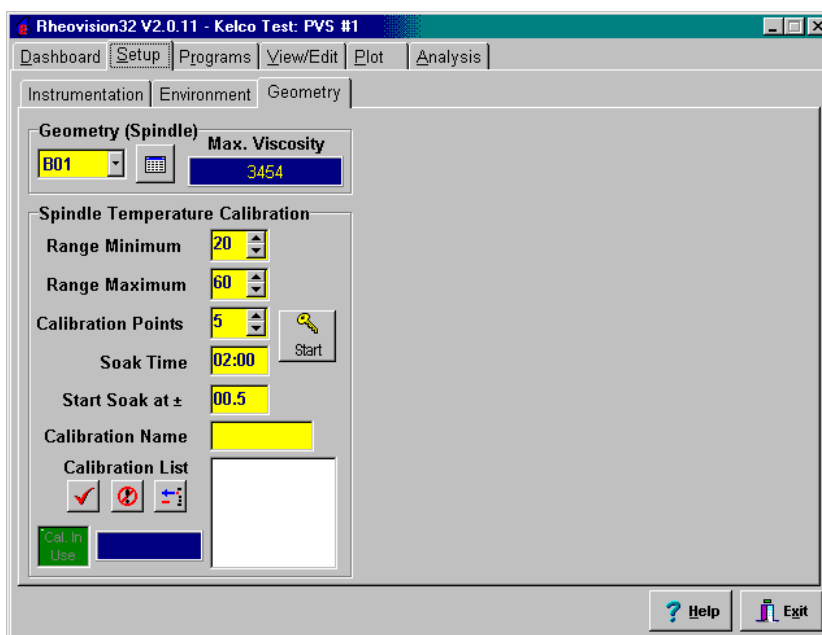 Rheovision32 V2.0.11 - Kelco Test: PVS #1
Dashboard Setup Programs View/Edit Plot Analysis
Instrumentation Environment Geometry
Geometry (Spindle)
Max. Viscosity
B01
3454
Spindle Temperature Calibration
Range Minimum 20
Range Maximum 60
Calibration Points 5
Start
Soak Time 02:00
Start Soak at ± 00.5
Calibration Name
Calibration List
Cal. In
Use
Help Exit